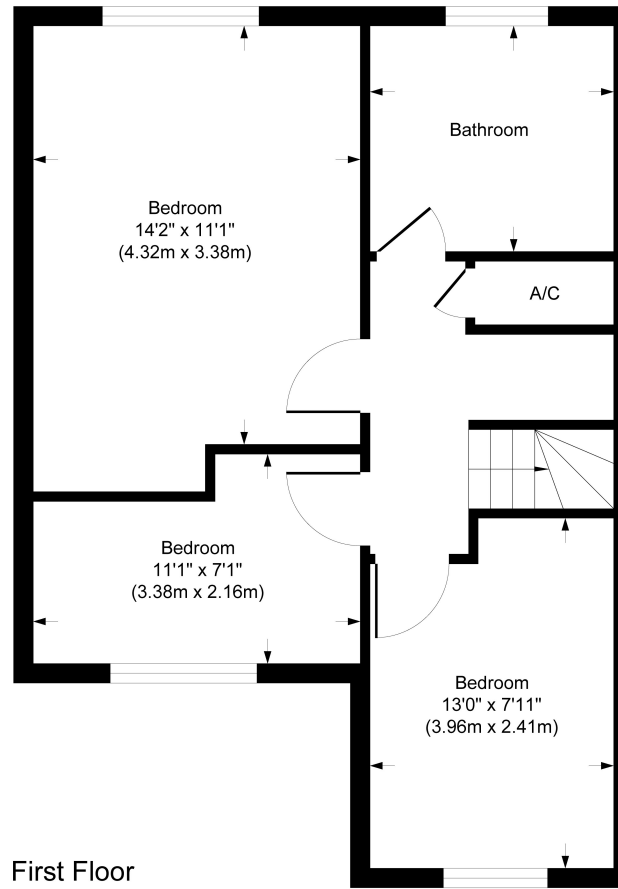 Bathroom
Bedroom
14'2" x 11'1"
(4.32m x 3.38m)
A/C
Bedroom
11'1" x 7'1"
(3.38m x 2.16m)
Bedroom
13'0" x 7'11"
(3.96m x 2.41m)
First Floor